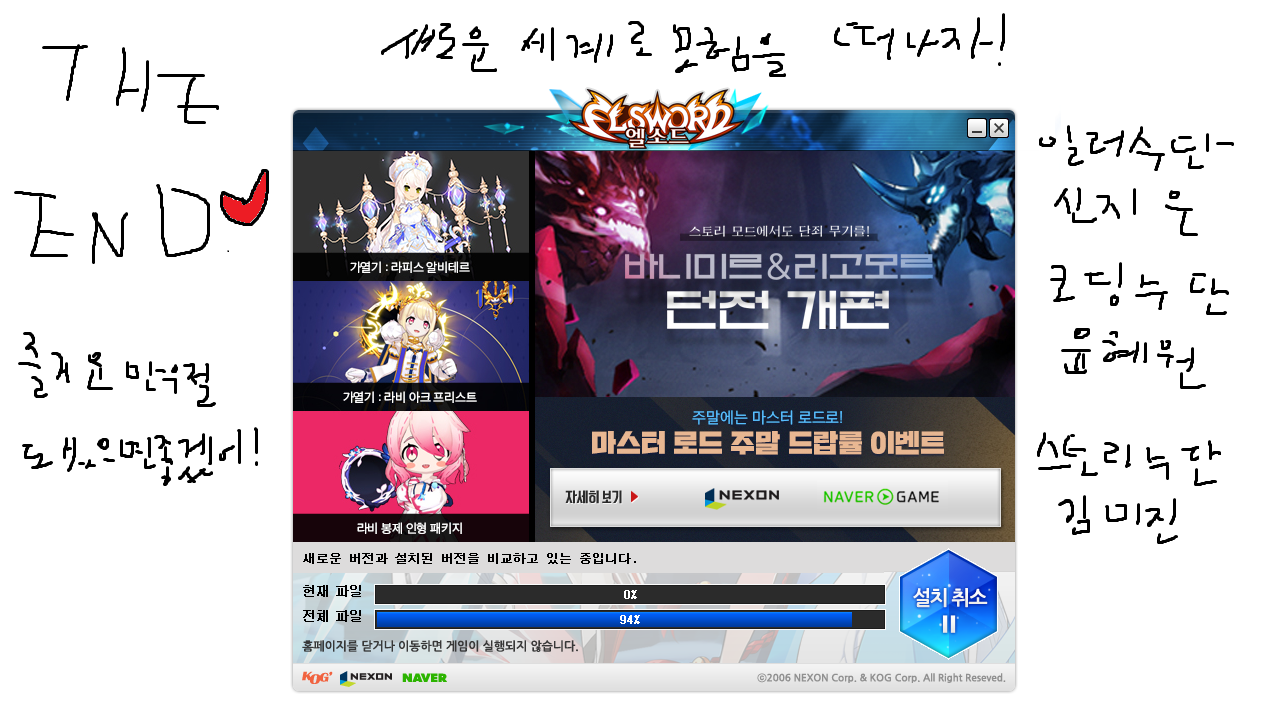 새로운 세계로 모험을 떠나자!
THE
END
즐거운 만우절
도 됐으면좋겠어!
ELSWORD
엘소드
가열기 : 라피스 알비테르
가열기 : 라비 아크 프리스트
라비 봉제 인형 패키지
스토리 모드에서도 단죄 무기를!
바니미르&리고모르
던전 개편
주말에는 마스터 로드로!
마스터 로드 주말 드랍률 이벤트
자세히 보기
NEXON
NAVER GAME
새로운 버전과 설치된 버전을 비교하고 있는 중입니다.
현재 파일 0%
전체 파일 94%
설치 취소
홈페이지를 닫거나 이동하면 게임이 실행되지 않습니다.
KOG NEXON NAVER
©2006 NEXON Corp. & KOG Corp. All Right Reseved.
일러수단
신지운
코딩수단
윤혜원
스토리수단
김미진